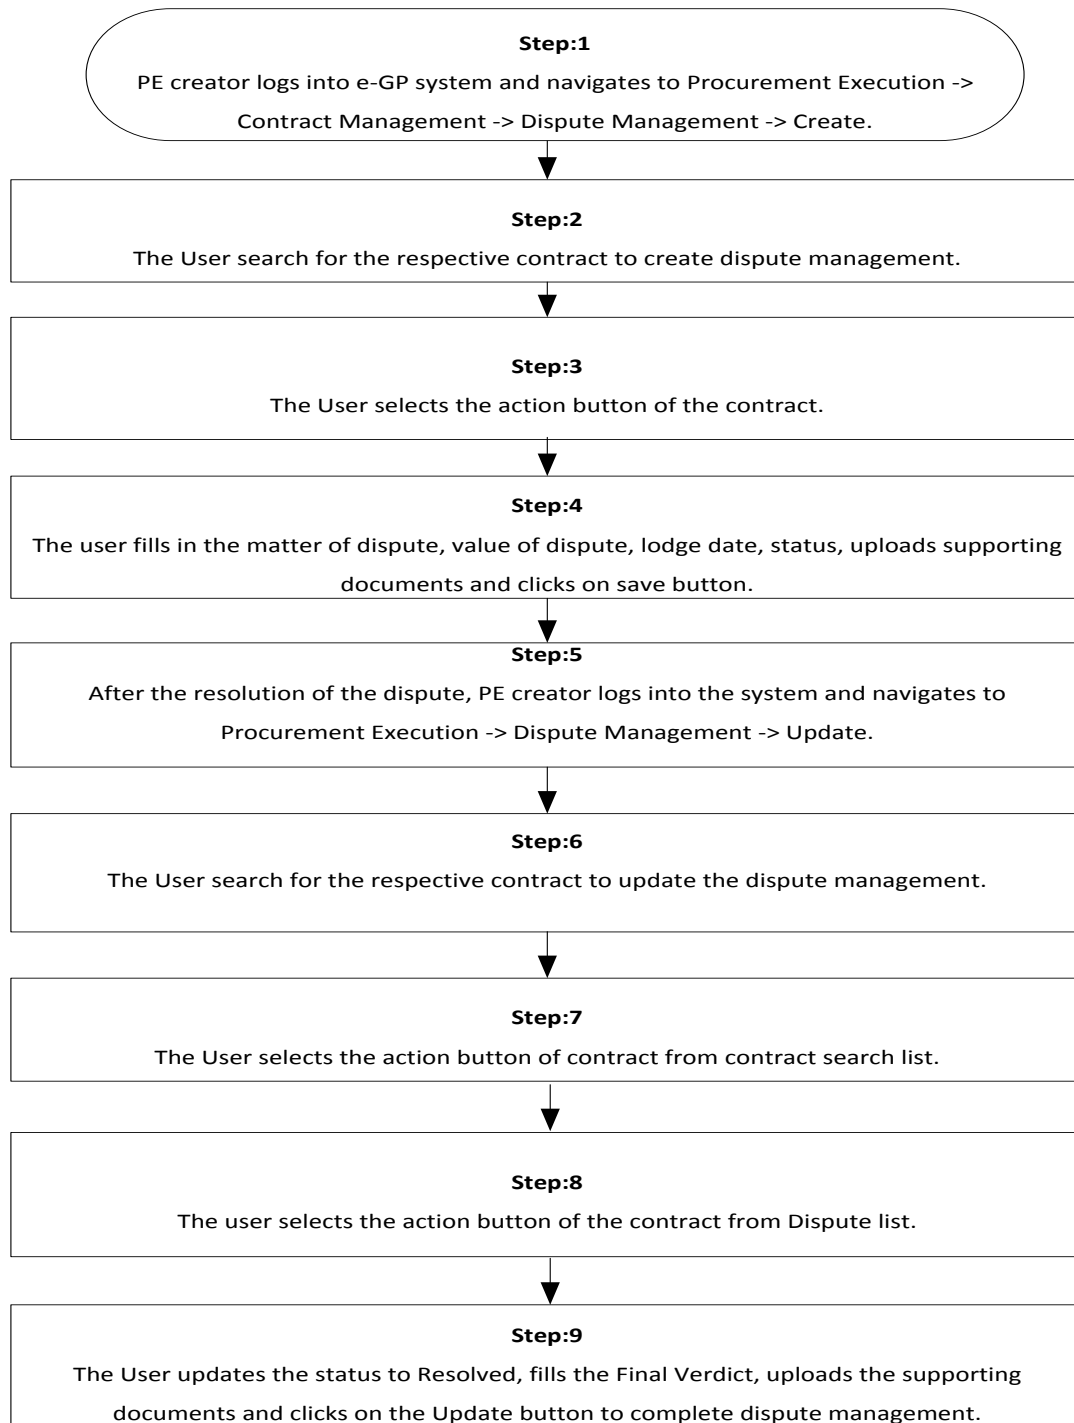 Step:1
PE creator logs into e-GP system and navigates to Procurement Execution ->
Contract Management -> Dispute Management -> Create.
Step:2
The User search for the respective contract to create dispute management.
Step:3
The User selects the action button of the contract.
Step:4
The user fills in the matter of dispute, value of dispute, lodge date, status, uploads supporting
documents and clicks on save button.
Step:5
After the resolution of the dispute, PE creator logs into the system and navigates to
Procurement Execution -> Dispute Management -> Update.
Step:6
The User search for the respective contract to update the dispute management.
Step:7
The User selects the action button of contract from contract search list.
Step:8
The user selects the action button of the contract from Dispute list.
Step:9
The User updates the status to Resolved, fills the Final Verdict, uploads the supporting
documents and clicks on the Update button to complete dispute management.